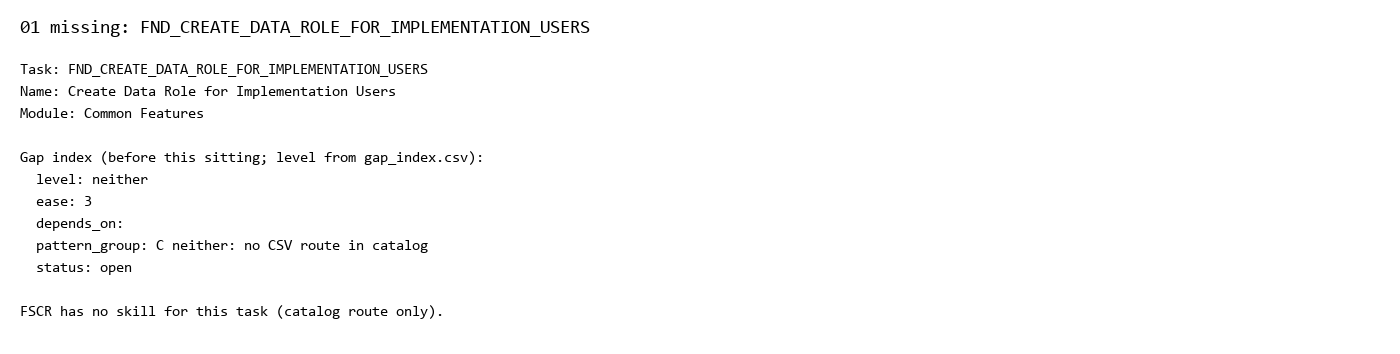 01 missing: FND_CREATE_DATA_ROLE_FOR_IMPLEMENTATION_USERS
Task: FND_CREATE_DATA_ROLE_FOR_IMPLEMENTATION_USERS
Name: Create Data Role for Implementation Users
Module: Common Features
Gap index (before this sitting; level from gap_index.csv):
level: neither
ease: 3
depends_on:
pattern_group: C neither: no CSV route in catalog
status: open
FSCR has no skill for this task (catalog route only).